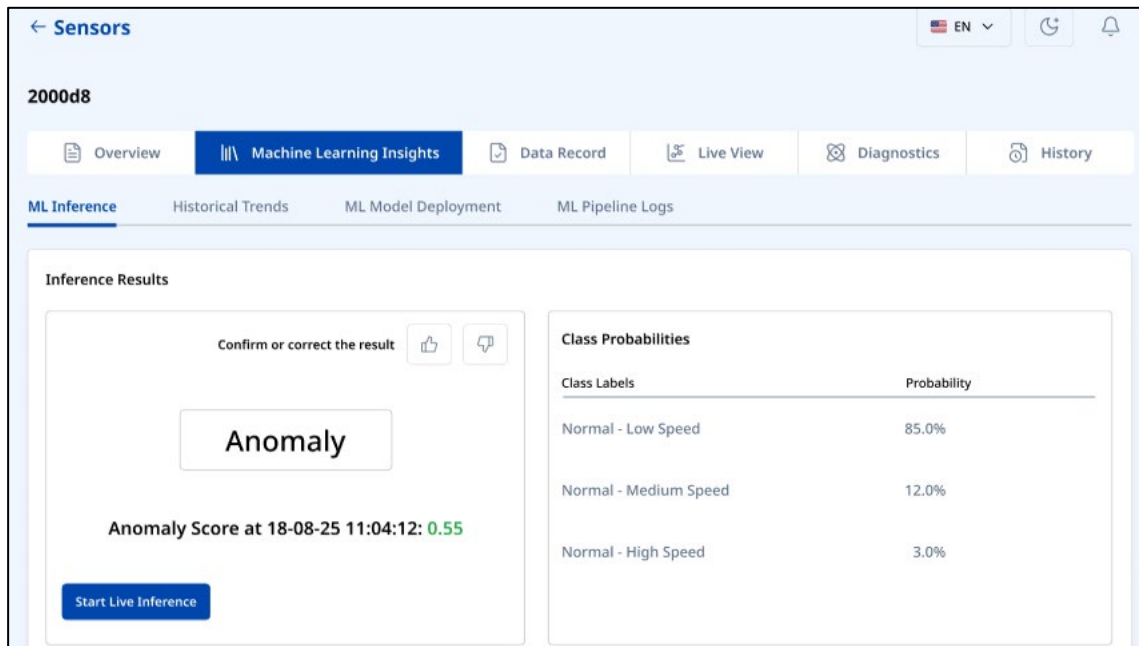 ← Sensors
EN
2000d8
Overview
Machine Learning Insights
Data Record
Live View
Diagnostics
History
ML Inference
Historical Trends
ML Model Deployment
ML Pipeline Logs
Inference Results
Confirm or correct the result
Anomaly
Anomaly Score at 18-08-25 11:04:12: 0.55
Start Live Inference
Class Probabilities
Class Labels Probability
Normal - Low Speed 85.0%
Normal - Medium Speed 12.0%
Normal - High Speed 3.0%